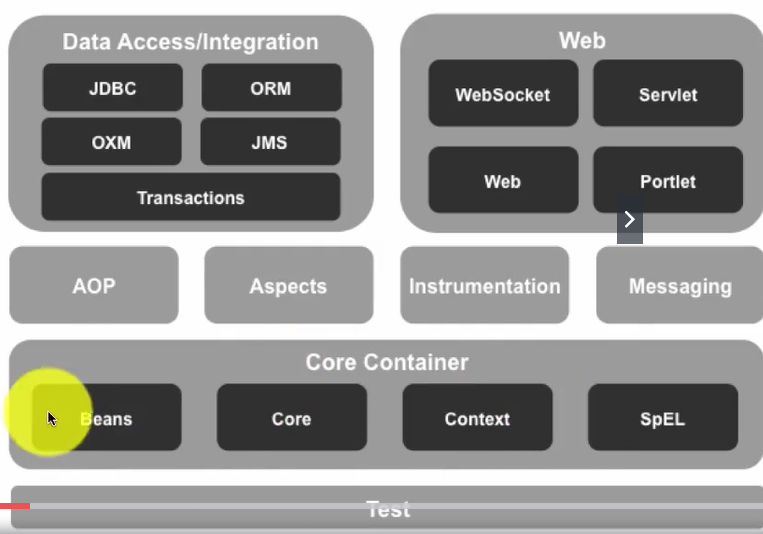 Data Access/Integration
JDBC
ORM
OXM
JMS
Transactions
Web
WebSocket
Servlet
Web
Portlet
AOP
Aspects
Instrumentation
Messaging
Core Container
Beans
Core
Context
SpEL
Test